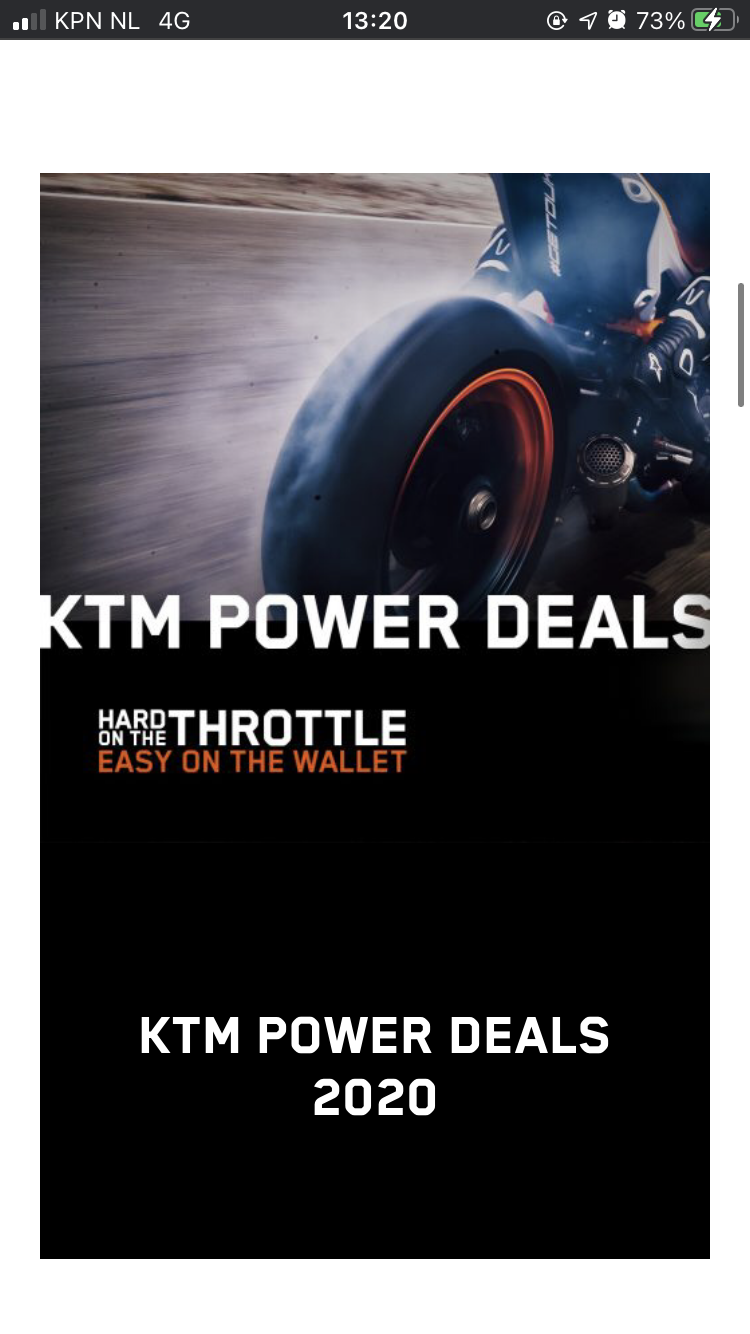 KPN NL 4G 13:20 73%
KTM POWER DEALS
HARD
ON THE THROTTLE
EASY ON THE WALLET
KTM POWER DEALS
2020